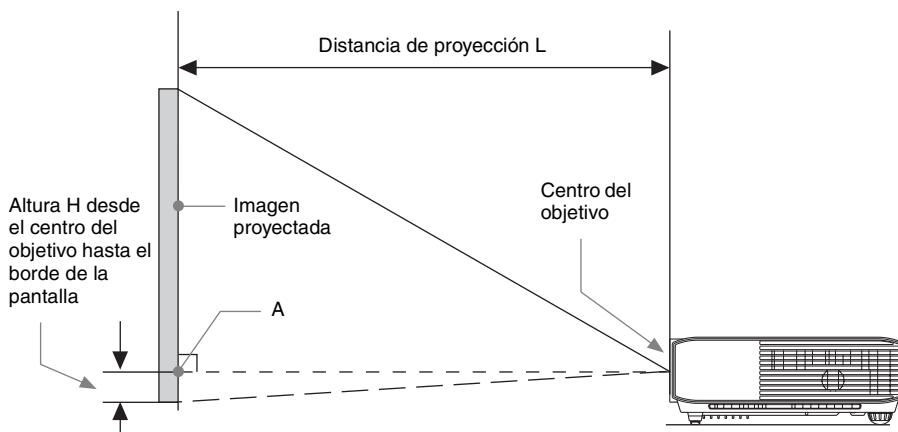 Distancia de proyección L
Altura H desde
el centro del
objetivo hasta el
borde de la
pantalla
Imagen
proyectada
Centro del
objetivo
A